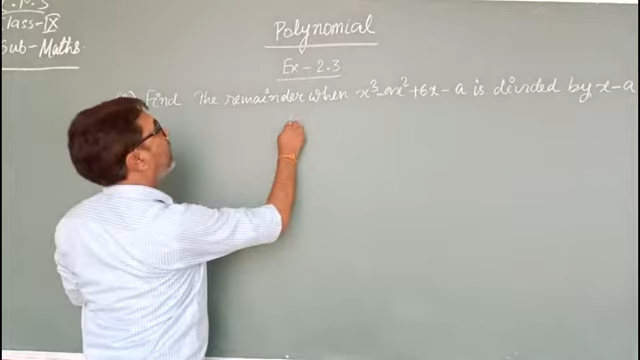 Class-IX
Sub-Maths.
Polynomial
Ex-2.3
Find The remainder when x³-ax²+6x-a is divided by x-a